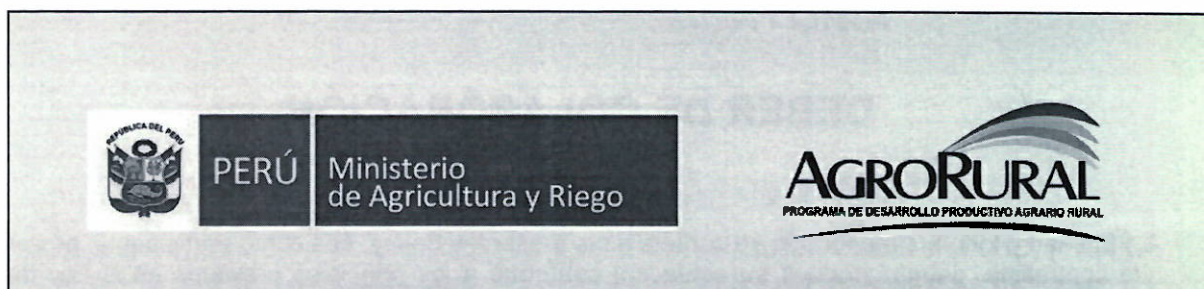 REPÚBLICA DEL PERÚ
PERÚ
Ministerio
de Agricultura y Riego
AGRORURAL
PROGRAMA DE DESARROLLO PRODUCTIVO AGRARIO RURAL